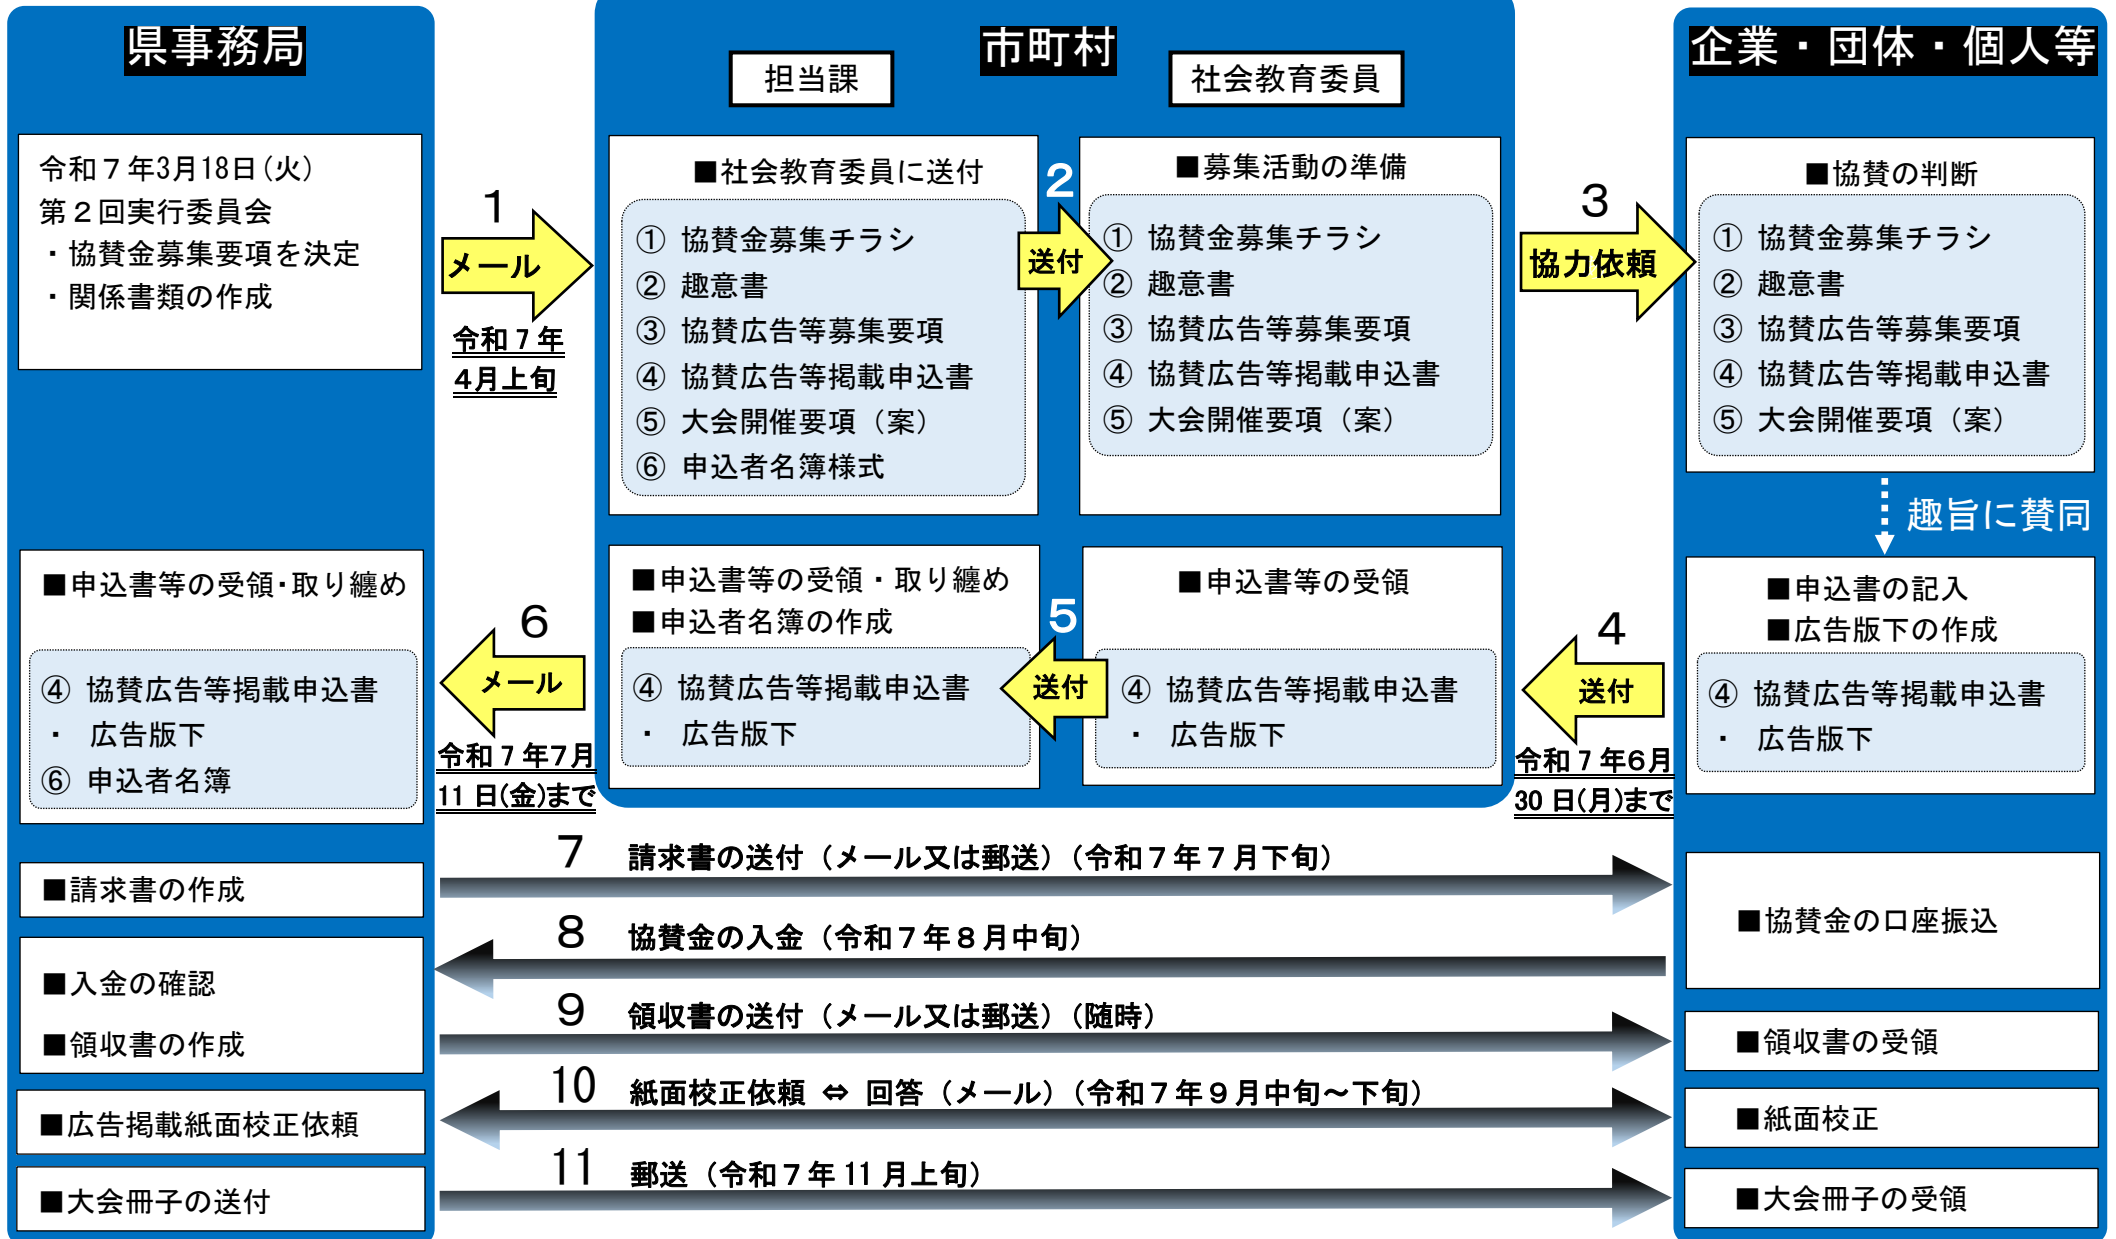 県事務局
市町村
企業・団体・個人等
担当課
社会教育委員
令和７年3月18日(火)
第２回実行委員会
・協賛金募集要項を決定
・関係書類の作成
1
メール
令和７年
4月上旬
■社会教育委員に送付
① 協賛金募集チラシ
② 趣意書
③ 協賛広告等募集要項
④ 協賛広告等掲載申込書
⑤ 大会開催要項（案）
⑥ 申込者名簿様式
2
送付
■募集活動の準備
① 協賛金募集チラシ
② 趣意書
③ 協賛広告等募集要項
④ 協賛広告等掲載申込書
⑤ 大会開催要項（案）
3
協力依頼
■協賛の判断
① 協賛金募集チラシ
② 趣意書
③ 協賛広告等募集要項
④ 協賛広告等掲載申込書
⑤ 大会開催要項（案）
趣旨に賛同
■申込書の記入
■広告版下の作成
④ 協賛広告等掲載申込書
・ 広告版下
4
送付
令和７年6月
30日(月)まで
■申込書等の受領
④ 協賛広告等掲載申込書
・ 広告版下
5
送付
■申込書等の受領・取り纏め
■申込者名簿の作成
④ 協賛広告等掲載申込書
・ 広告版下
6
メール
令和７年7月
11日(金)まで
■申込書等の受領・取り纏め
④ 協賛広告等掲載申込書
・ 広告版下
⑥ 申込者名簿
7 請求書の送付（メール又は郵送）（令和７年７月下旬）
■請求書の作成
■協賛金の口座振込
8 協賛金の入金（令和７年８月中旬）
■入金の確認
■領収書の作成
9 領収書の送付（メール又は郵送）（随時）
■領収書の受領
10 紙面校正依頼 ⇔ 回答（メール）（令和７年９月中旬～下旬）
■広告掲載紙面校正依頼
■紙面校正
11 郵送（令和７年11月上旬）
■大会冊子の送付
■大会冊子の受領